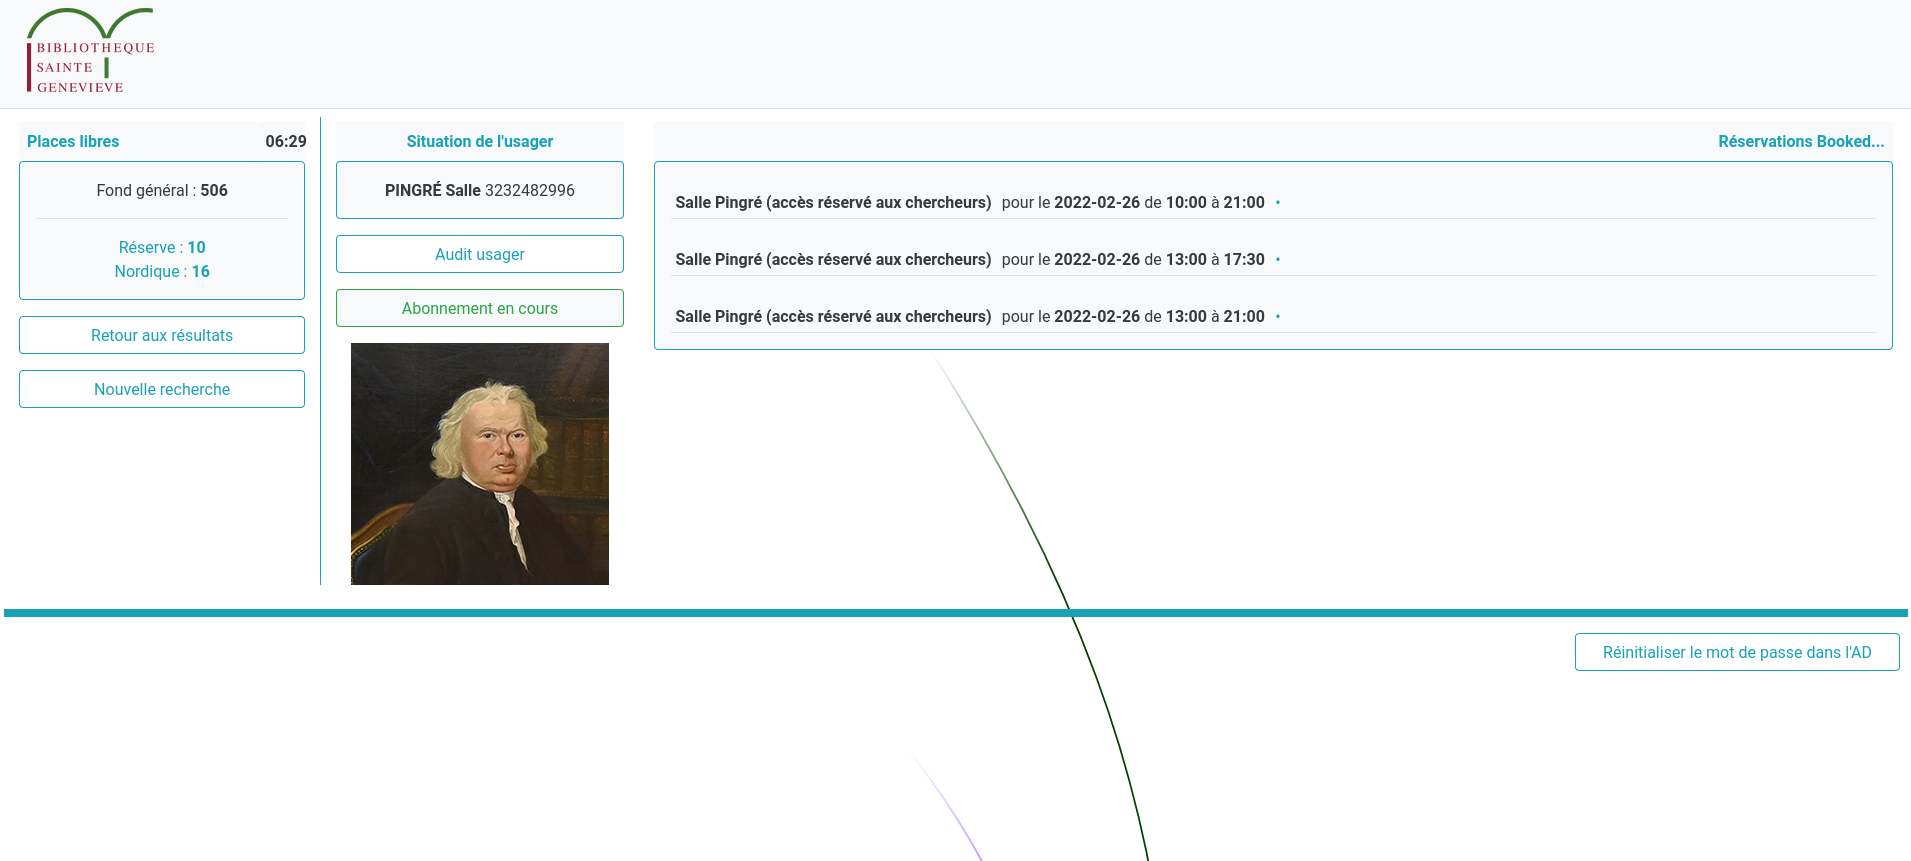 BIBLIOTHEQUE
SAINTE
GENEVIEVE
Places libres 06:29
Fond général : 506
Réserve : 10
Nordique : 16
Retour aux résultats
Nouvelle recherche
Situation de l'usager
PINGRÉ Salle 3232482996
Audit usager
Abonnement en cours
Réservations Booked...
Salle Pingré (accès réservé aux chercheurs) pour le 2022-02-26 de 10:00 à 21:00 •
Salle Pingré (accès réservé aux chercheurs) pour le 2022-02-26 de 13:00 à 17:30 •
Salle Pingré (accès réservé aux chercheurs) pour le 2022-02-26 de 13:00 à 21:00 •
Réinitialiser le mot de passe dans l'AD